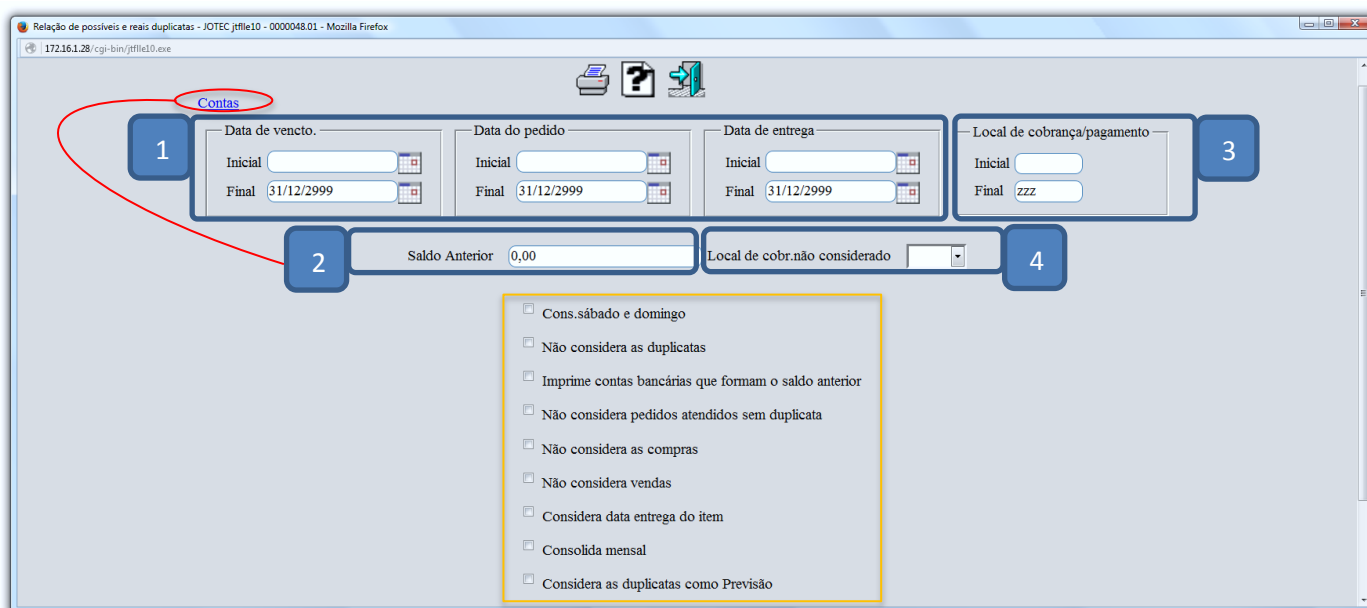 Relação de possíveis e reais duplicatas - JOTEC jtflle10 - 0000048.01 - Mozilla Firefox
172.16.1.28/cgi-bin/jtflle10.exe
Contas
1
Data de vencto.
Inicial
Final 31/12/2999
Data do pedido
Inicial
Final 31/12/2999
Data de entrega
Inicial
Final 31/12/2999
Local de cobrança/pagamento
Inicial
Final zzz
3
2
Saldo Anterior 0,00
Local de cobr.não considerado
4
Cons.sábado e domingo
Não considera as duplicatas
Imprime contas bancárias que formam o saldo anterior
Não considera pedidos atendidos sem duplicata
Não considera as compras
Não considera vendas
Considera data entrega do item
Consolida mensal
Considera as duplicatas como Previsão